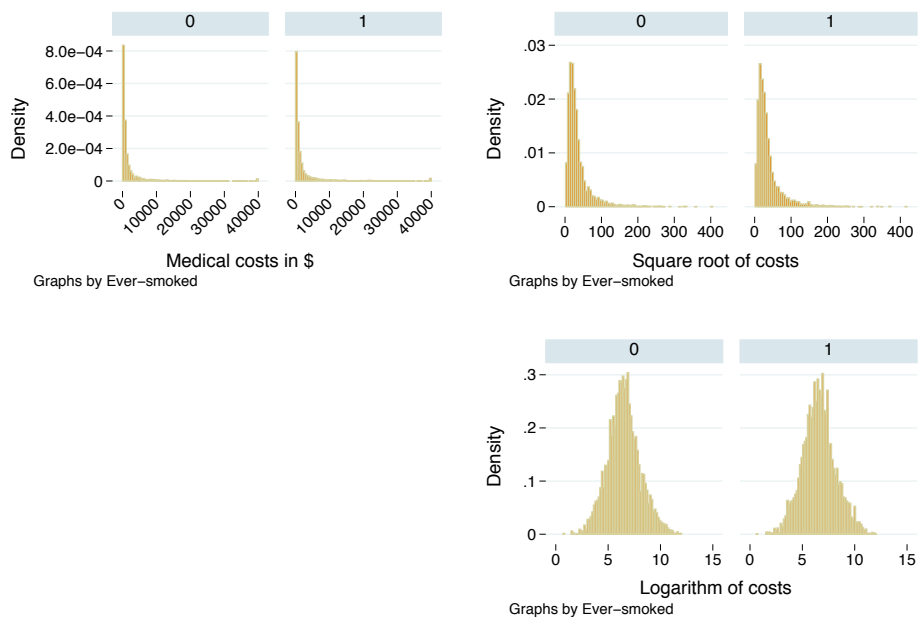 0 1
8.0e−04
6.0e−04
4.0e−04
2.0e−04
0
Density
0 10000 20000 30000 40000 0 10000 20000 30000 40000
Medical costs in $
Graphs by Ever−smoked
0 1
.03
.02
.01
0
Density
0 100 200 300 400 0 100 200 300 400
Square root of costs
Graphs by Ever−smoked
0 1
.3
.2
.1
0
Density
0 5 10 15 0 5 10 15
Logarithm of costs
Graphs by Ever−smoked